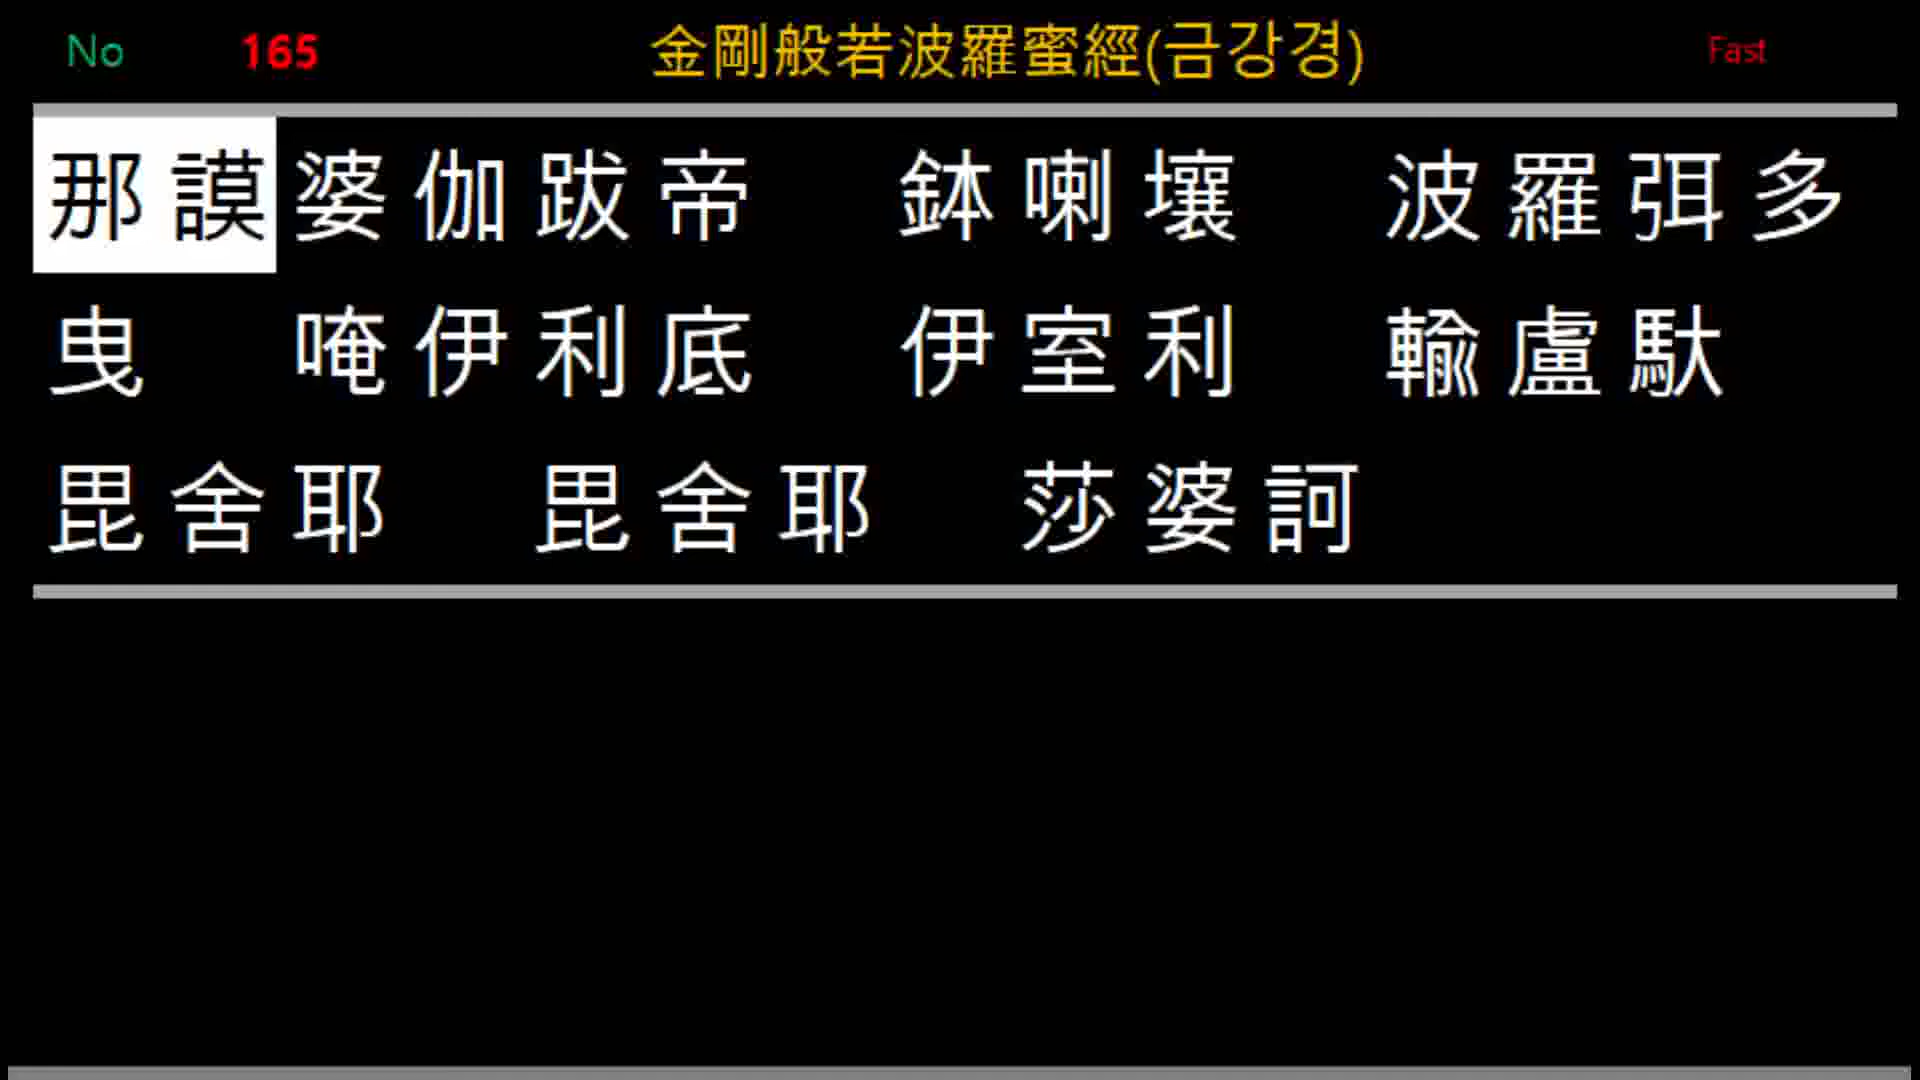 No 165 金剛般若波羅蜜經(금강경) Fast
那謨婆伽跋帝 鉢喇壤 波羅弭多
曳 唵伊利底 伊室利 輸盧馱
毘舍耶 毘舍耶 莎婆訶